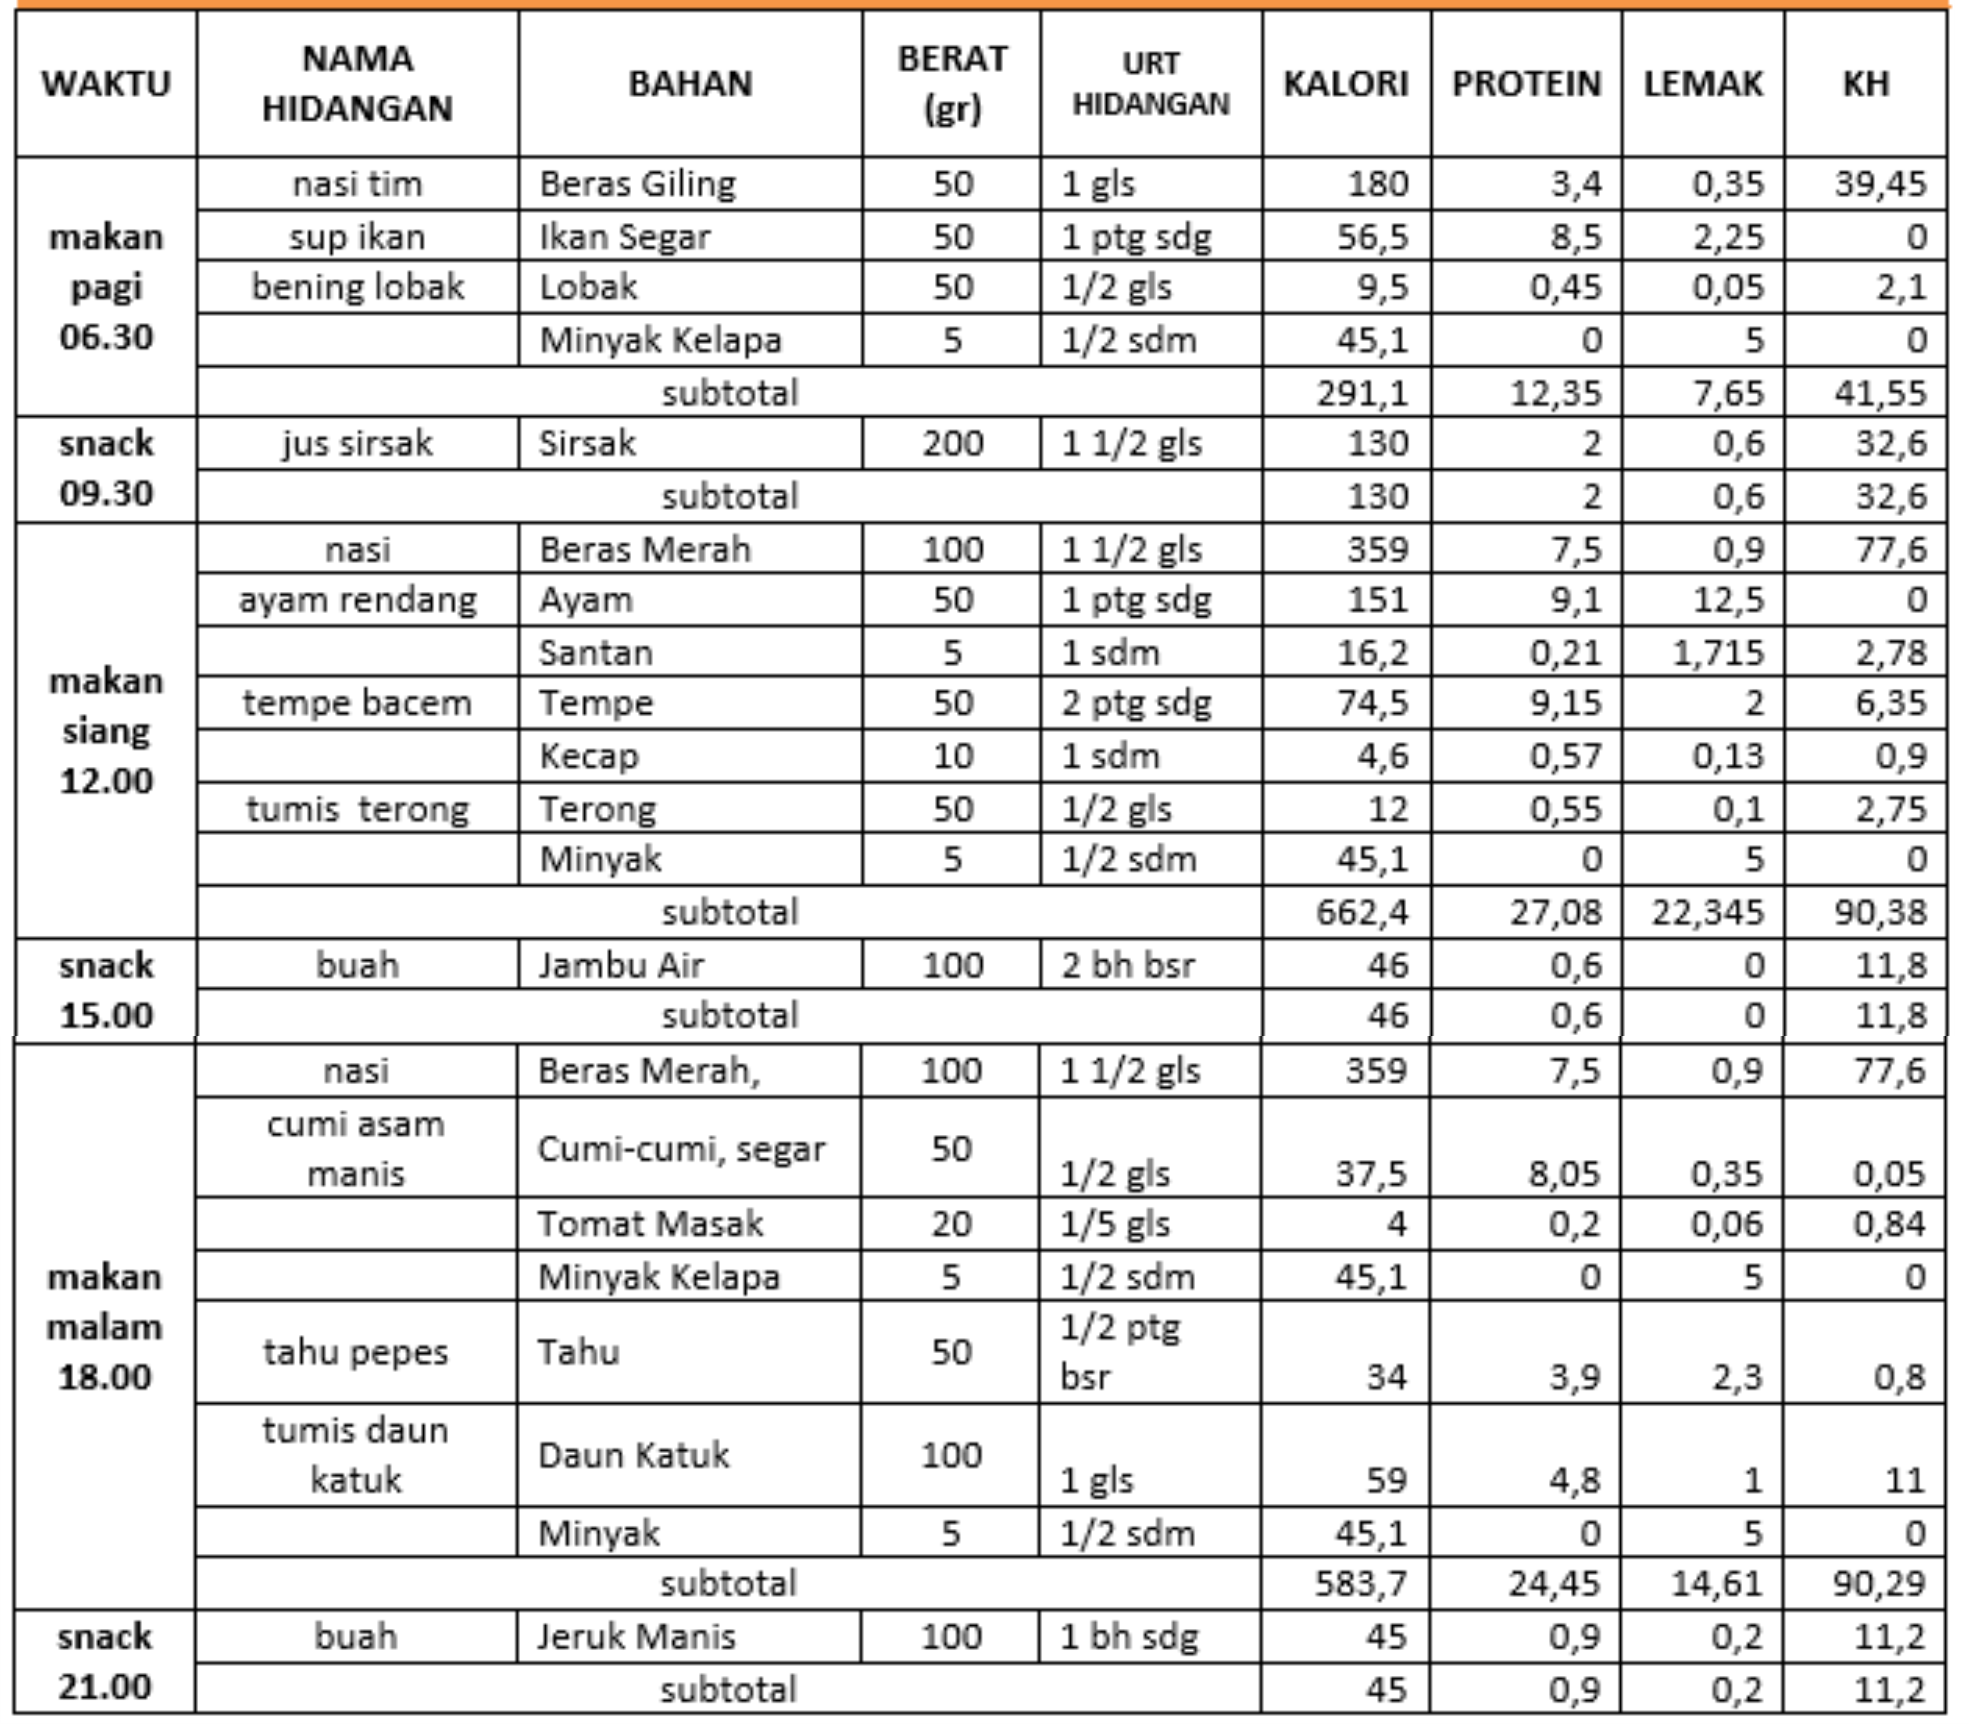 WAKTU NAMA HIDANGAN BAHAN BERAT (gr) URT HIDANGAN KALORI PROTEIN LEMAK KH
makan pagi 06.30
nasi tim Beras Giling 50 1 gls 180 3,4 0,35 39,45
sup ikan Ikan Segar 50 1 ptg sdg 56,5 8,5 2,25 0
bening lobak Lobak 50 1/2 gls 9,5 0,45 0,05 2,1
Minyak Kelapa 5 1/2 sdm 45,1 0 5 0
subtotal 291,1 12,35 7,65 41,55
snack 09.30
jus sirsak Sirsak 200 1 1/2 gls 130 2 0,6 32,6
subtotal 130 2 0,6 32,6
makan siang 12.00
nasi Beras Merah 100 1 1/2 gls 359 7,5 0,9 77,6
ayam rendang Ayam 50 1 ptg sdg 151 9,1 12,5 0
Santan 5 1 sdm 16,2 0,21 1,715 2,78
tempe bacem Tempe 50 2 ptg sdg 74,5 9,15 2 6,35
Kecap 10 1 sdm 4,6 0,57 0,13 0,9
tumis terong Terong 50 1/2 gls 12 0,55 0,1 2,75
Minyak 5 1/2 sdm 45,1 0 5 0
subtotal 662,4 27,08 22,345 90,38
snack 15.00
buah Jambu Air 100 2 bh bsr 46 0,6 0 11,8
subtotal 46 0,6 0 11,8
makan malam 18.00
nasi Beras Merah, 100 1 1/2 gls 359 7,5 0,9 77,6
cumi asam manis Cumi-cumi, segar 50 1/2 gls 37,5 8,05 0,35 0,05
Tomat Masak 20 1/5 gls 4 0,2 0,06 0,84
Minyak Kelapa 5 1/2 sdm 45,1 0 5 0
tahu pepes Tahu 50 1/2 ptg bsr 34 3,9 2,3 0,8
tumis daun katuk Daun Katuk 100 1 gls 59 4,8 1 11
Minyak 5 1/2 sdm 45,1 0 5 0
subtotal 583,7 24,45 14,61 90,29
snack 21.00
buah Jeruk Manis 100 1 bh sdg 45 0,9 0,2 11,2
subtotal 45 0,9 0,2 11,2